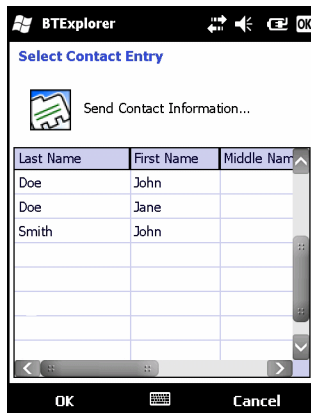 BTExplorer OK
Select Contact Entry
Send Contact Information...
Last Name First Name Middle Nam
Doe John
Doe Jane
Smith John
OK Cancel